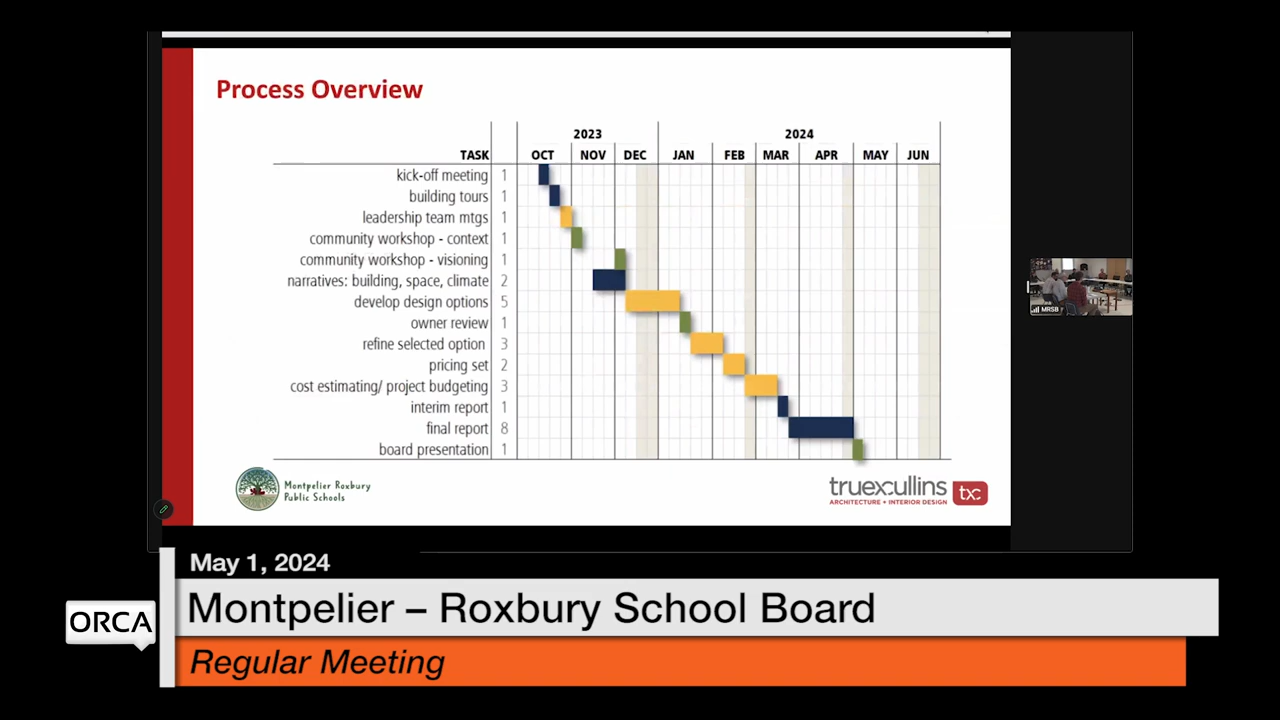 Process Overview
2023 2024
TASK OCT NOV DEC JAN FEB MAR APR MAY JUN
kick-off meeting 1
building tours 1
leadership team mtgs 1
community workshop - context 1
community workshop - visioning 1
narratives: building, space, climate 2
develop design options 5
owner review 1
refine selected option 3
pricing set 2
cost estimating/ project budgeting 3
interim report 1
final report 8
board presentation 1
Montpelier Roxbury
Public Schools
truexcullins txc
ARCHITECTURE + INTERIOR DESIGN
MRSB
May 1, 2024
ORCA
Montpelier – Roxbury School Board
Regular Meeting